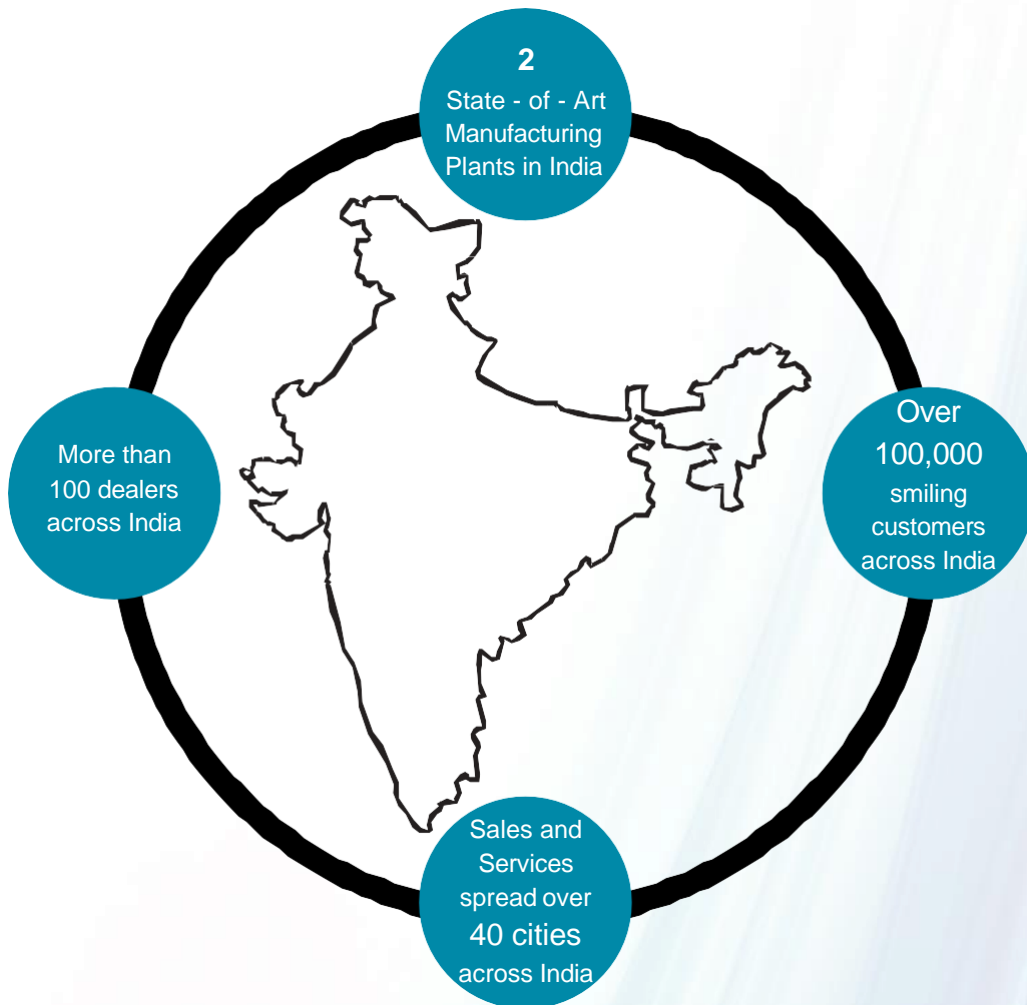 2
State - of - Art
Manufacturing
Plants in India
More than
100 dealers
across India
Over
100,000
smiling
customers
across India
Sales and
Services
spread over
40 cities
across India